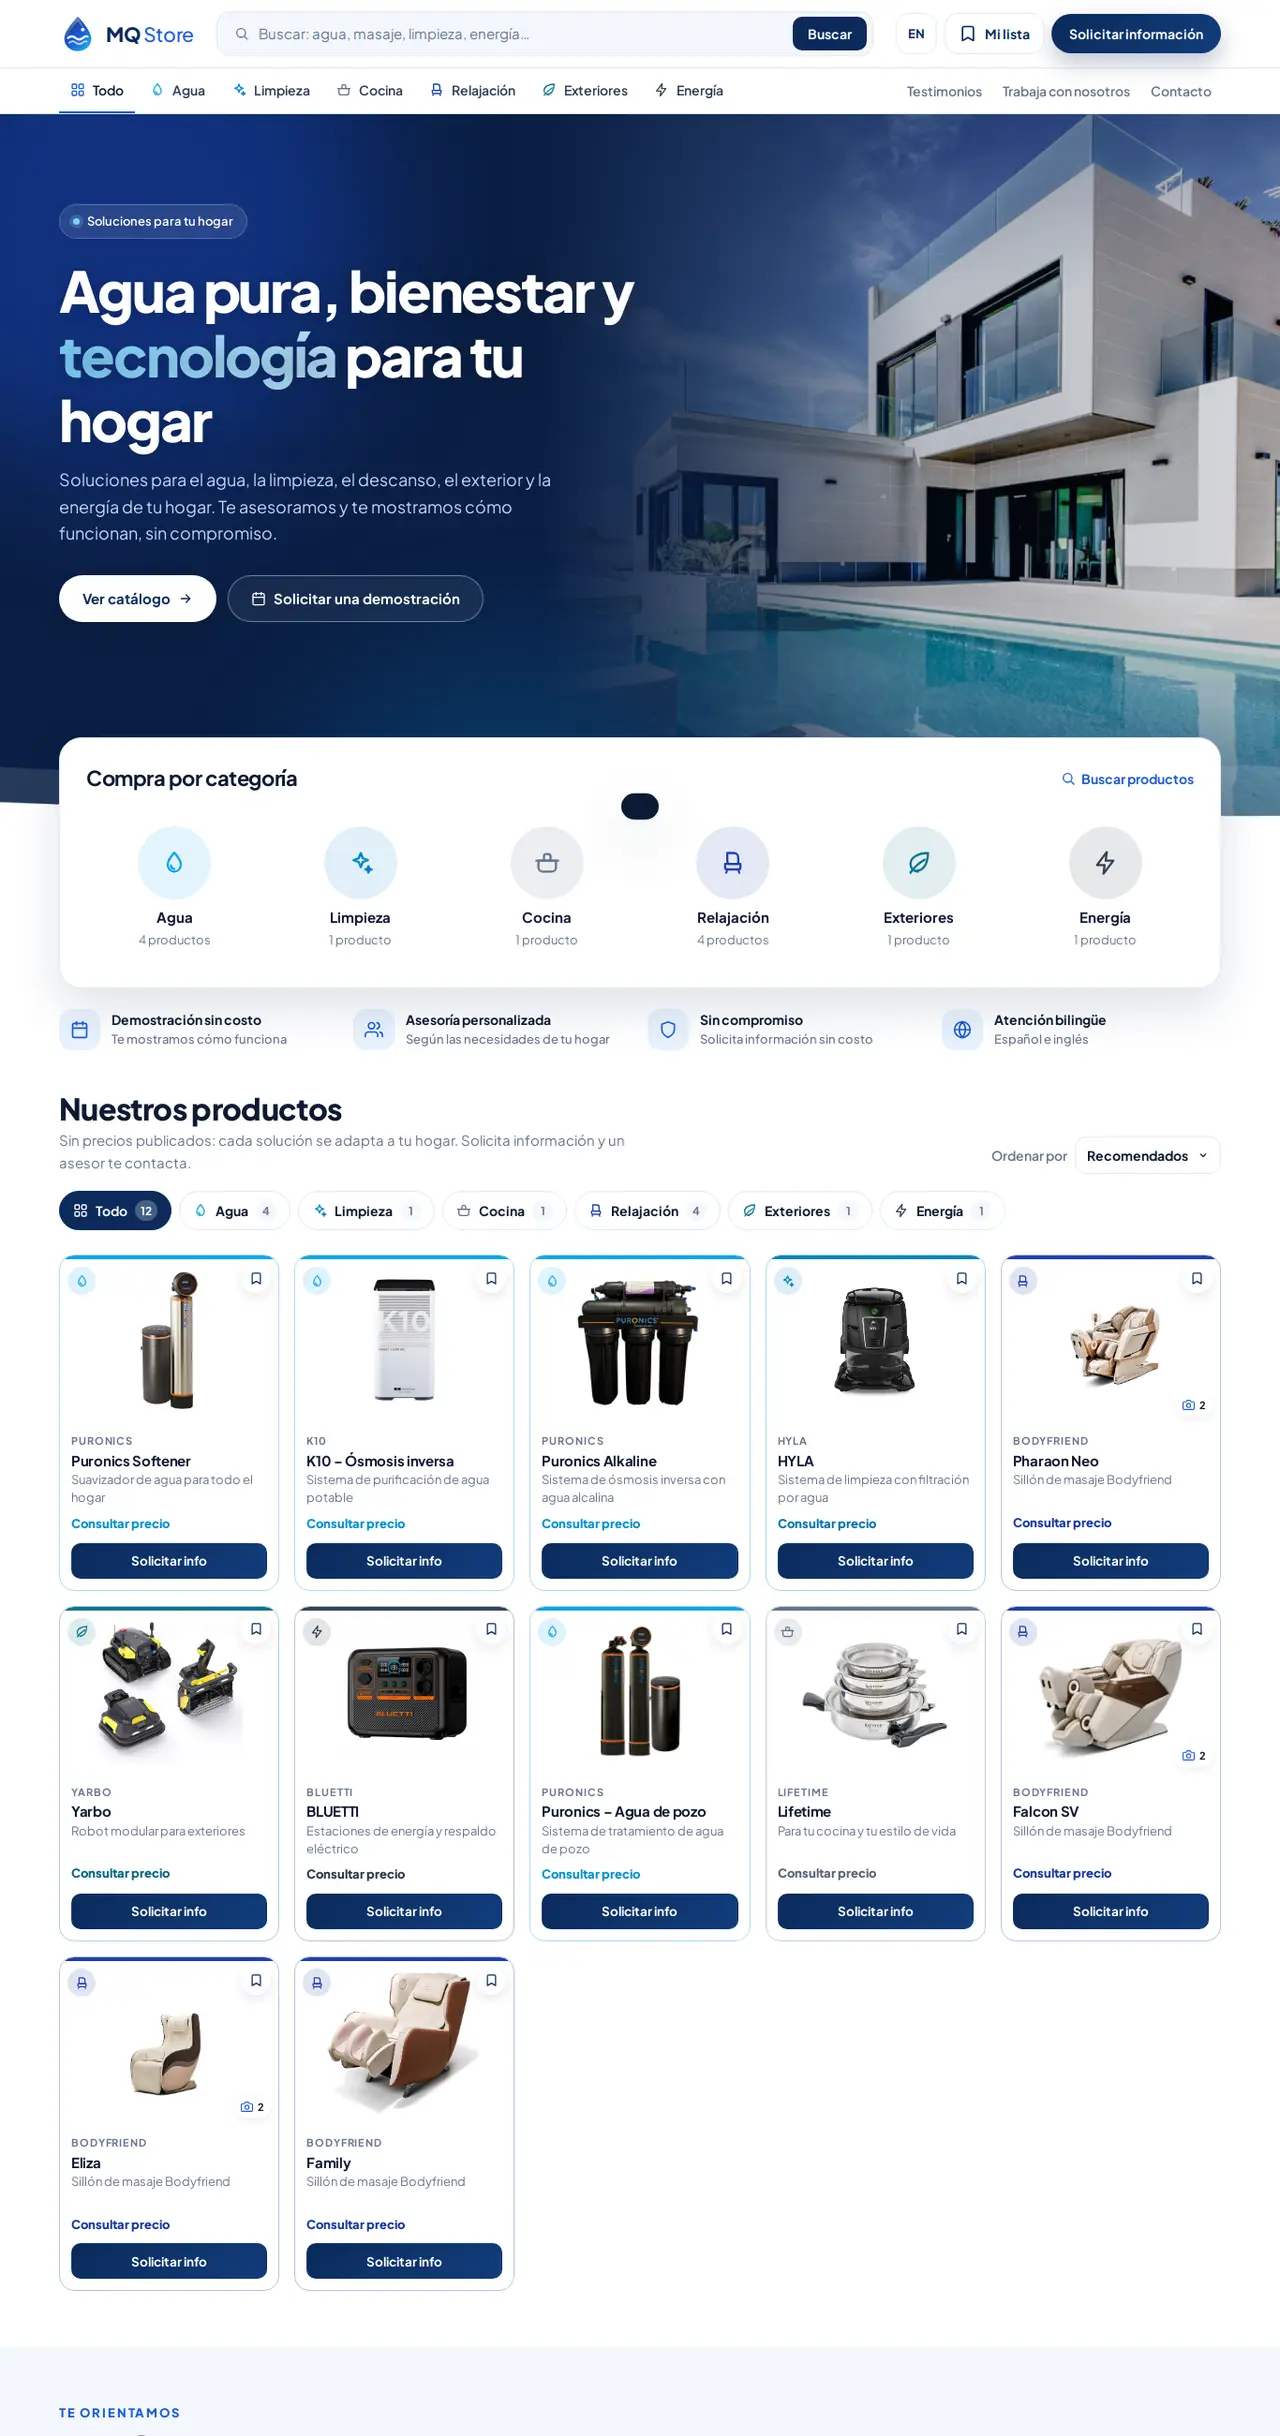 MQ Store
Buscar: agua, masaje, limpieza, energía...
Buscar
EN
Mi lista
Solicitar información
Todo
Agua
Limpieza
Cocina
Relajación
Exteriores
Energía
Testimonios
Trabaja con nosotros
Contacto
Soluciones para tu hogar
Agua pura, bienestar y
tecnología para tu
hogar
Soluciones para el agua, la limpieza, el descanso, el exterior y la
energía de tu hogar. Te asesoramos y te mostramos cómo
funcionan, sin compromiso.
Ver catálogo →
Solicitar una demostración
Compra por categoría
Buscar productos
Agua
4 productos
Limpieza
1 producto
Cocina
1 producto
Relajación
4 productos
Exteriores
1 producto
Energía
1 producto
Demostración sin costo
Te mostramos cómo funciona
Asesoría personalizada
Según las necesidades de tu hogar
Sin compromiso
Solicita información sin costo
Atención bilingüe
Español e inglés
Nuestros productos
Sin precios publicados: cada solución se adapta a tu hogar. Solicita información y un
asesor te contacta.
Ordenar por
Recomendados
Todo 12
Agua 4
Limpieza 1
Cocina 1
Relajación 4
Exteriores 1
Energía 1
PURONICS
Puronics Softener
Suavizador de agua para todo el
hogar
Consultar precio
Solicitar info
K10
K10
K10 – Ósmosis inversa
Sistema de purificación de agua
potable
Consultar precio
Solicitar info
PURONICS
PURONICS
Puronics Alkaline
Sistema de ósmosis inversa con
agua alcalina
Consultar precio
Solicitar info
HYLA
HYLA
Sistema de limpieza con filtración
por agua
Consultar precio
Solicitar info
2
BODYFRIEND
Pharaon Neo
Sillón de masaje Bodyfriend
Consultar precio
Solicitar info
YARBO
Yarbo
Robot modular para exteriores
Consultar precio
Solicitar info
BLUETTI
BLUETTI
BLUETTI
Estaciones de energía y respaldo
eléctrico
Consultar precio
Solicitar info
PURONICS
Puronics – Agua de pozo
Sistema de tratamiento de agua
de pozo
Consultar precio
Solicitar info
LIFETIME
Lifetime
Para tu cocina y tu estilo de vida
Consultar precio
Solicitar info
2
BODYFRIEND
Falcon SV
Sillón de masaje Bodyfriend
Consultar precio
Solicitar info
2
BODYFRIEND
Eliza
Sillón de masaje Bodyfriend
Consultar precio
Solicitar info
BODYFRIEND
Family
Sillón de masaje Bodyfriend
Consultar precio
Solicitar info
TE ORIENTAMOS